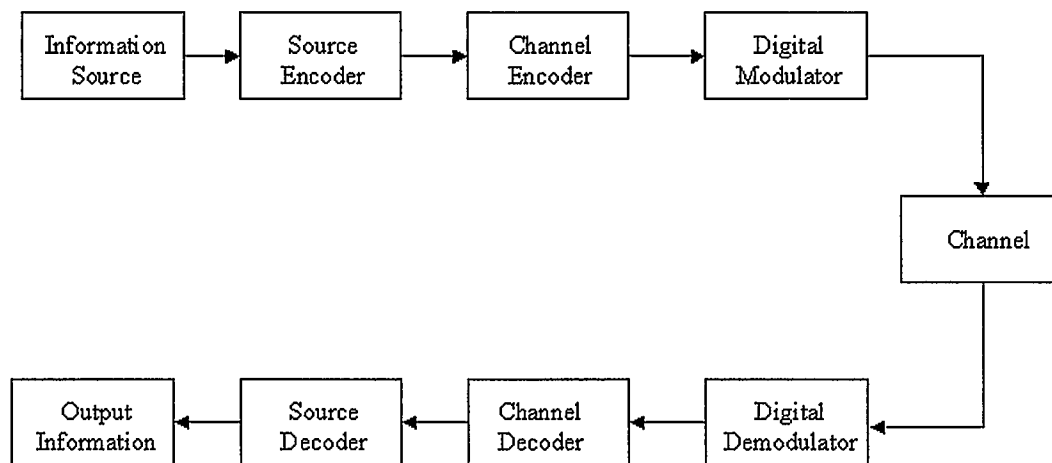 Information
Source
Source
Encoder
Channel
Encoder
Digital
Modulator
Channel
Output
Information
Source
Decoder
Channel
Decoder
Digital
Demodulator